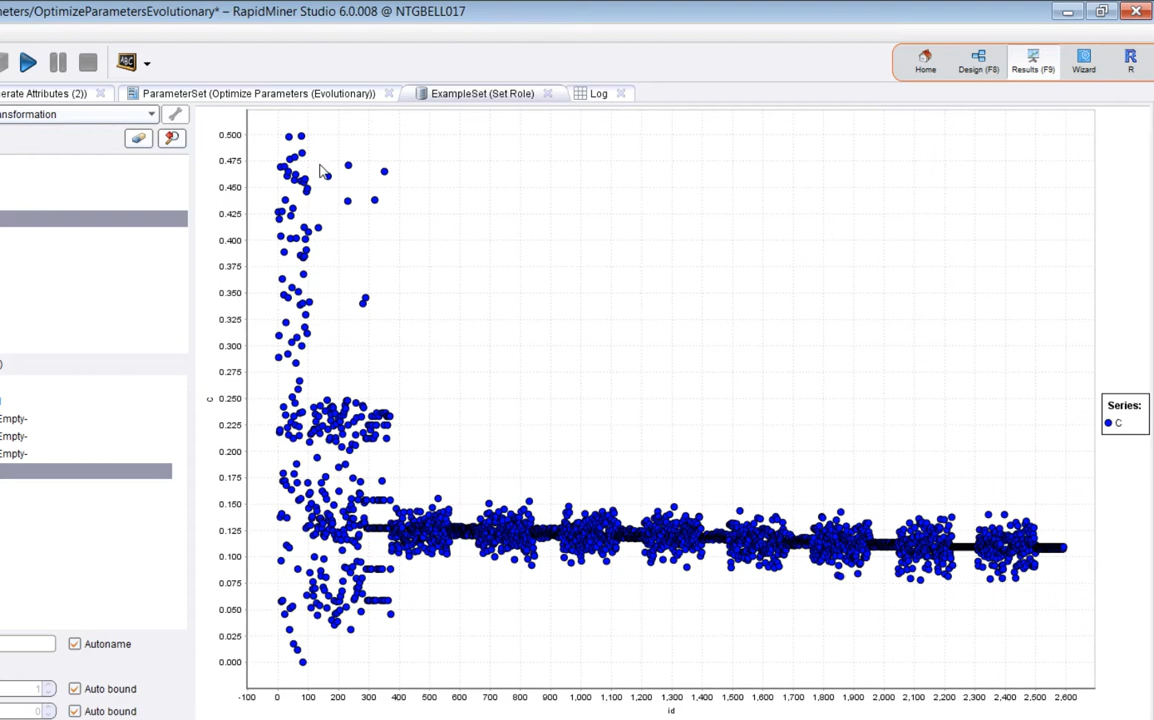 meters/OptimizeParametersEvolutionary* – RapidMiner Studio 6.0.008 @ NTGBELL017
ABC
Home
Design (F8)
Results (F9)
Wizard
R
erate Attributes (2))
ParameterSet (Optimize Parameters (Evolutionary))
ExampleSet (Set Role)
Log
nsformation
0.500
0.475
0.450
0.425
0.400
0.375
0.350
0.325
0.300
0.275
0.250
0.225
0.200
0.175
0.150
0.125
0.100
0.075
0.050
0.025
0.000
C
Series:
C
)
Empty-
Empty-
Empty-
Autoname
1
Auto bound
0
Auto bound
-100 0 100 200 300 400 500 600 700 800 900 1,000 1,100 1,200 1,300 1,400 1,500 1,600 1,700 1,800 1,900 2,000 2,100 2,200 2,300 2,400 2,500 2,600
id